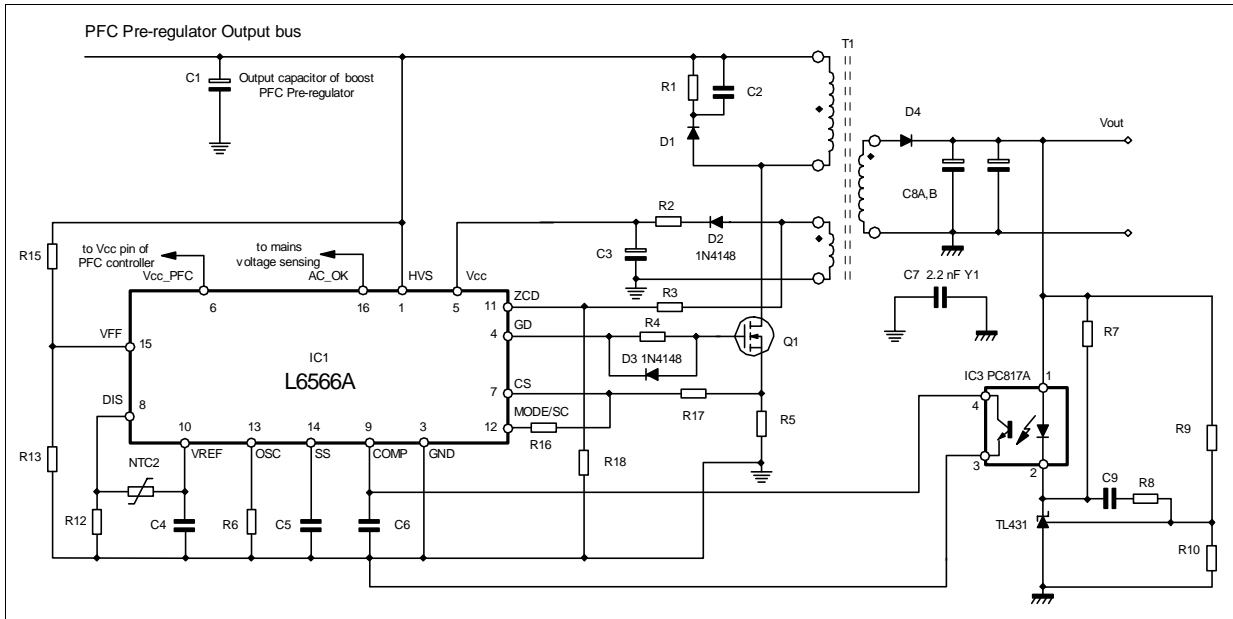 PFC Pre-regulator Output bus
T1
C1
Output capacitor of boost
PFC Pre-regulator
R1
C2
D1
D4
Vout
C8A,B
R2
D2
1N4148
C3
R15
to Vcc pin of
PFC controller
to mains
voltage sensing
Vcc_PFC
AC_OK
HVS
Vcc
6
16
1
5
ZCD
11
R3
GD
4
R4
C7 2.2 nF Y1
VFF
15
IC1
L6566A
D3 1N4148
Q1
R7
DIS
8
CS
7
R17
MODE/SC
12
R16
R5
IC3 PC817A
1
4
3
2
R9
10
13
14
9
3
VREF
OSC
SS
COMP
GND
R13
NTC2
R18
R12
C4
R6
C5
C6
C9
R8
TL431
R10